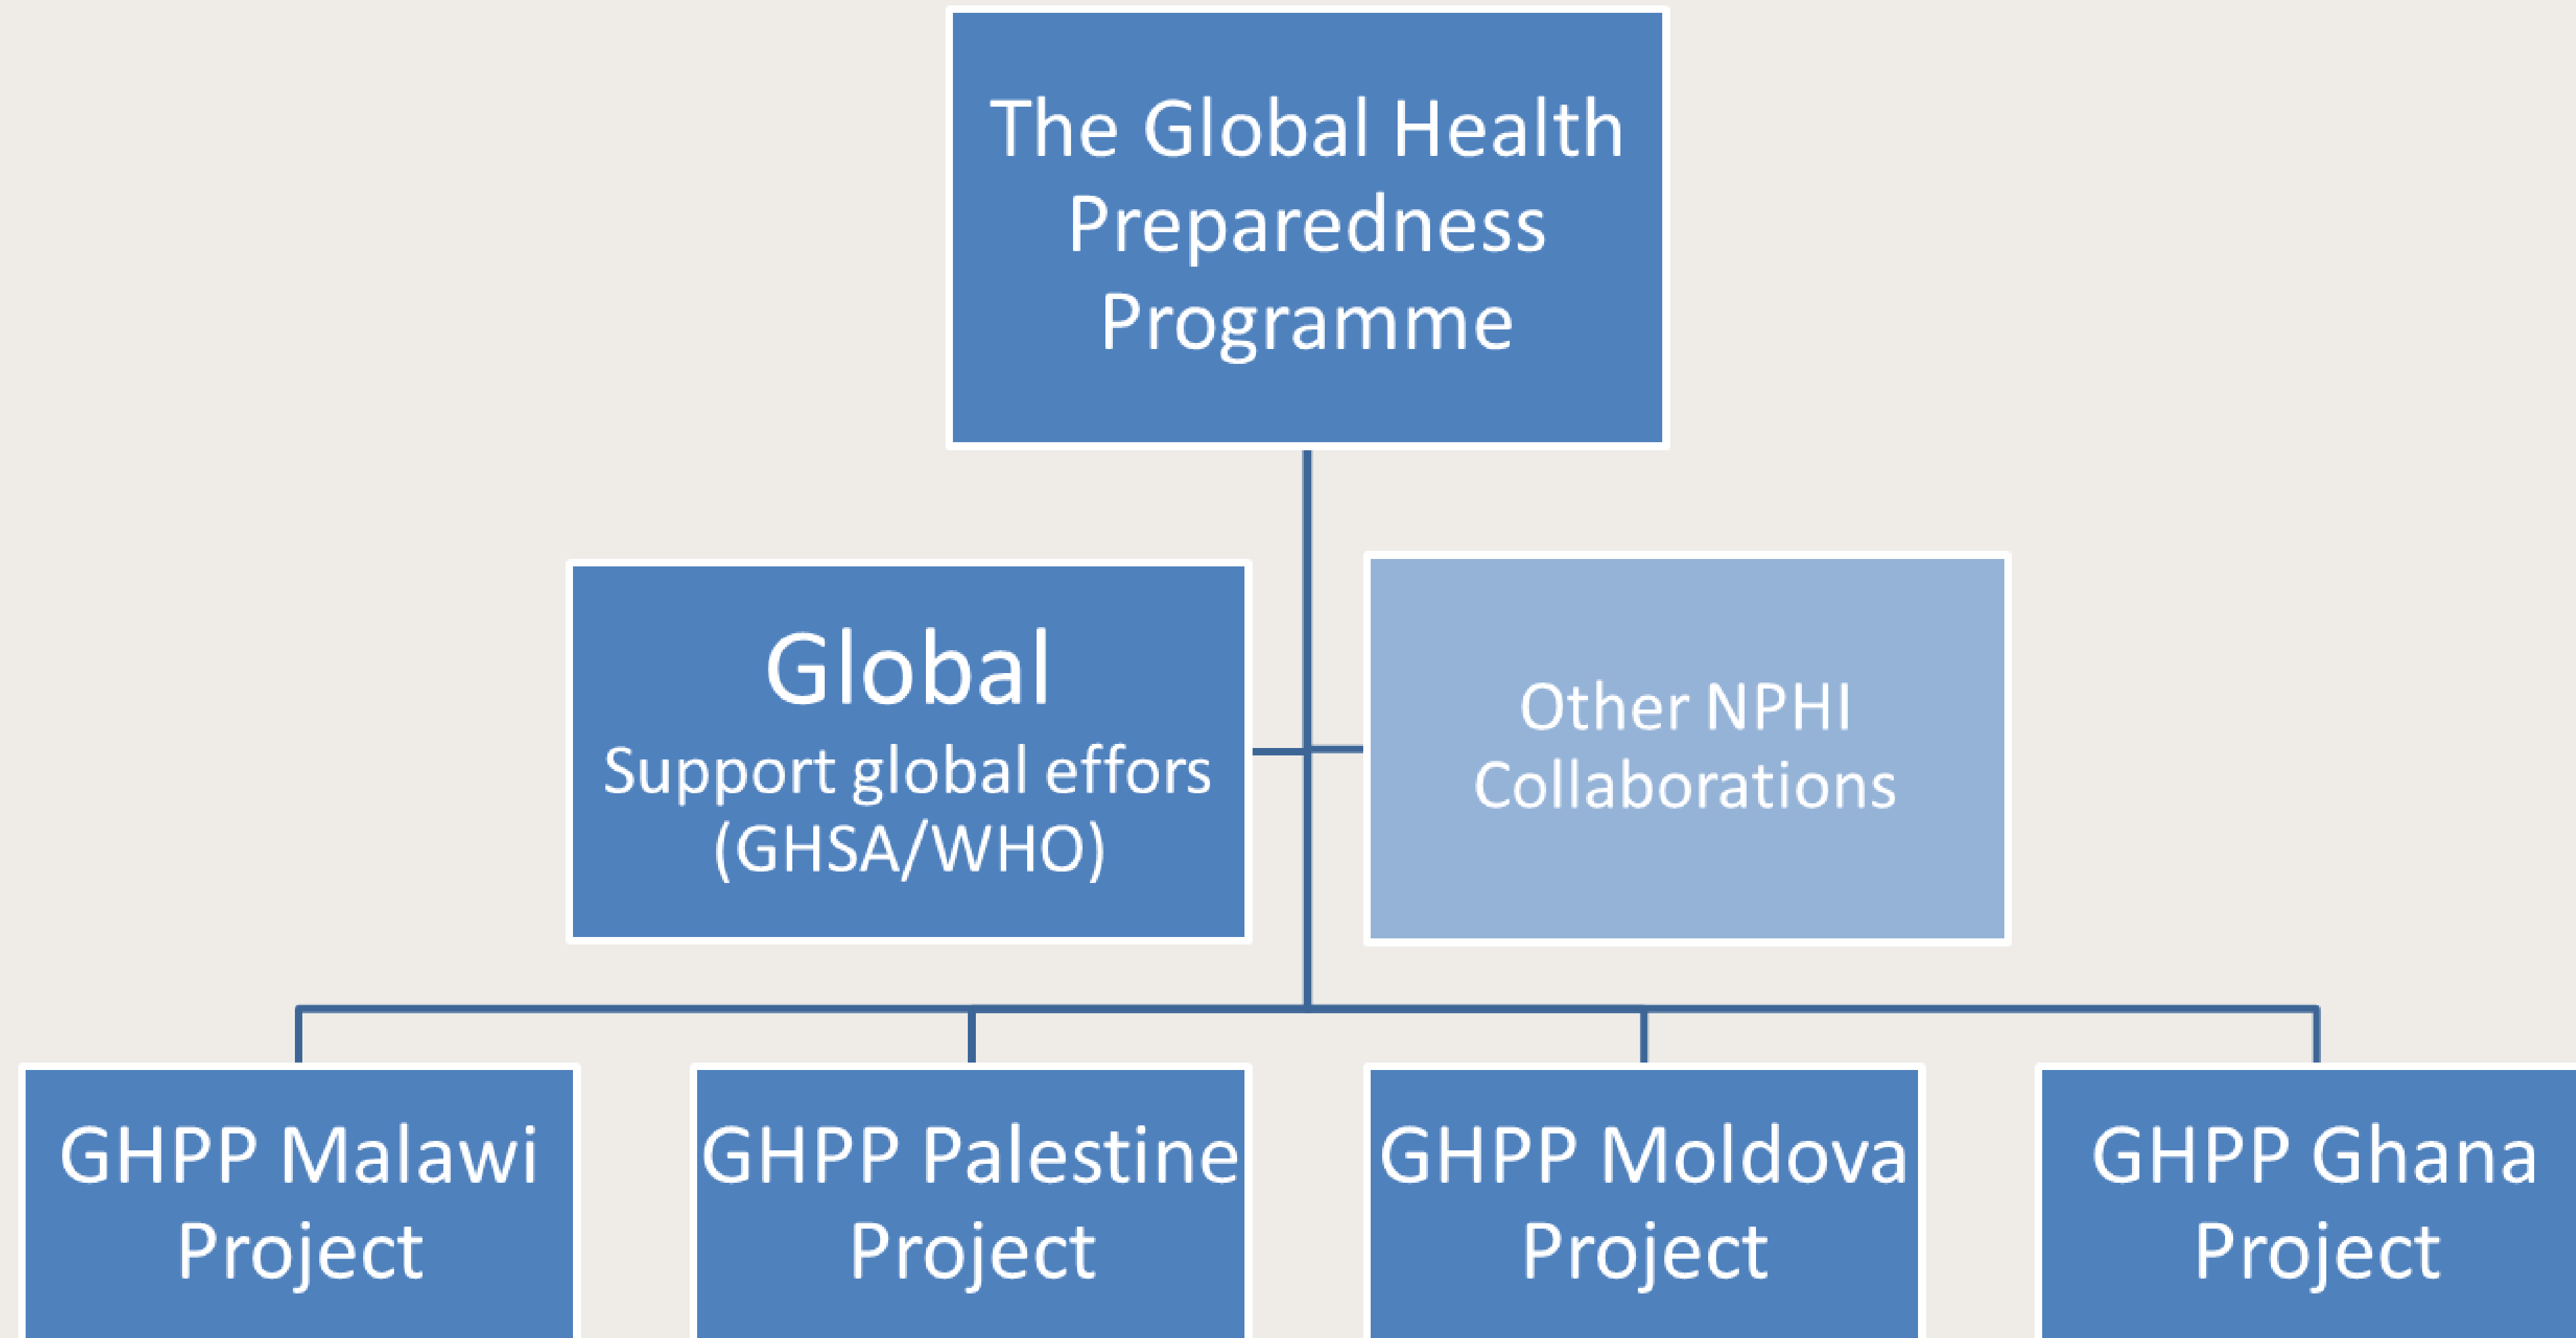 The Global Health
Preparedness
Programme
Global
Support global effors
(GHSA/WHO)
Other NPHI
Collaborations
GHPP Malawi
Project
GHPP Palestine
Project
GHPP Moldova
Project
GHPP Ghana
Project